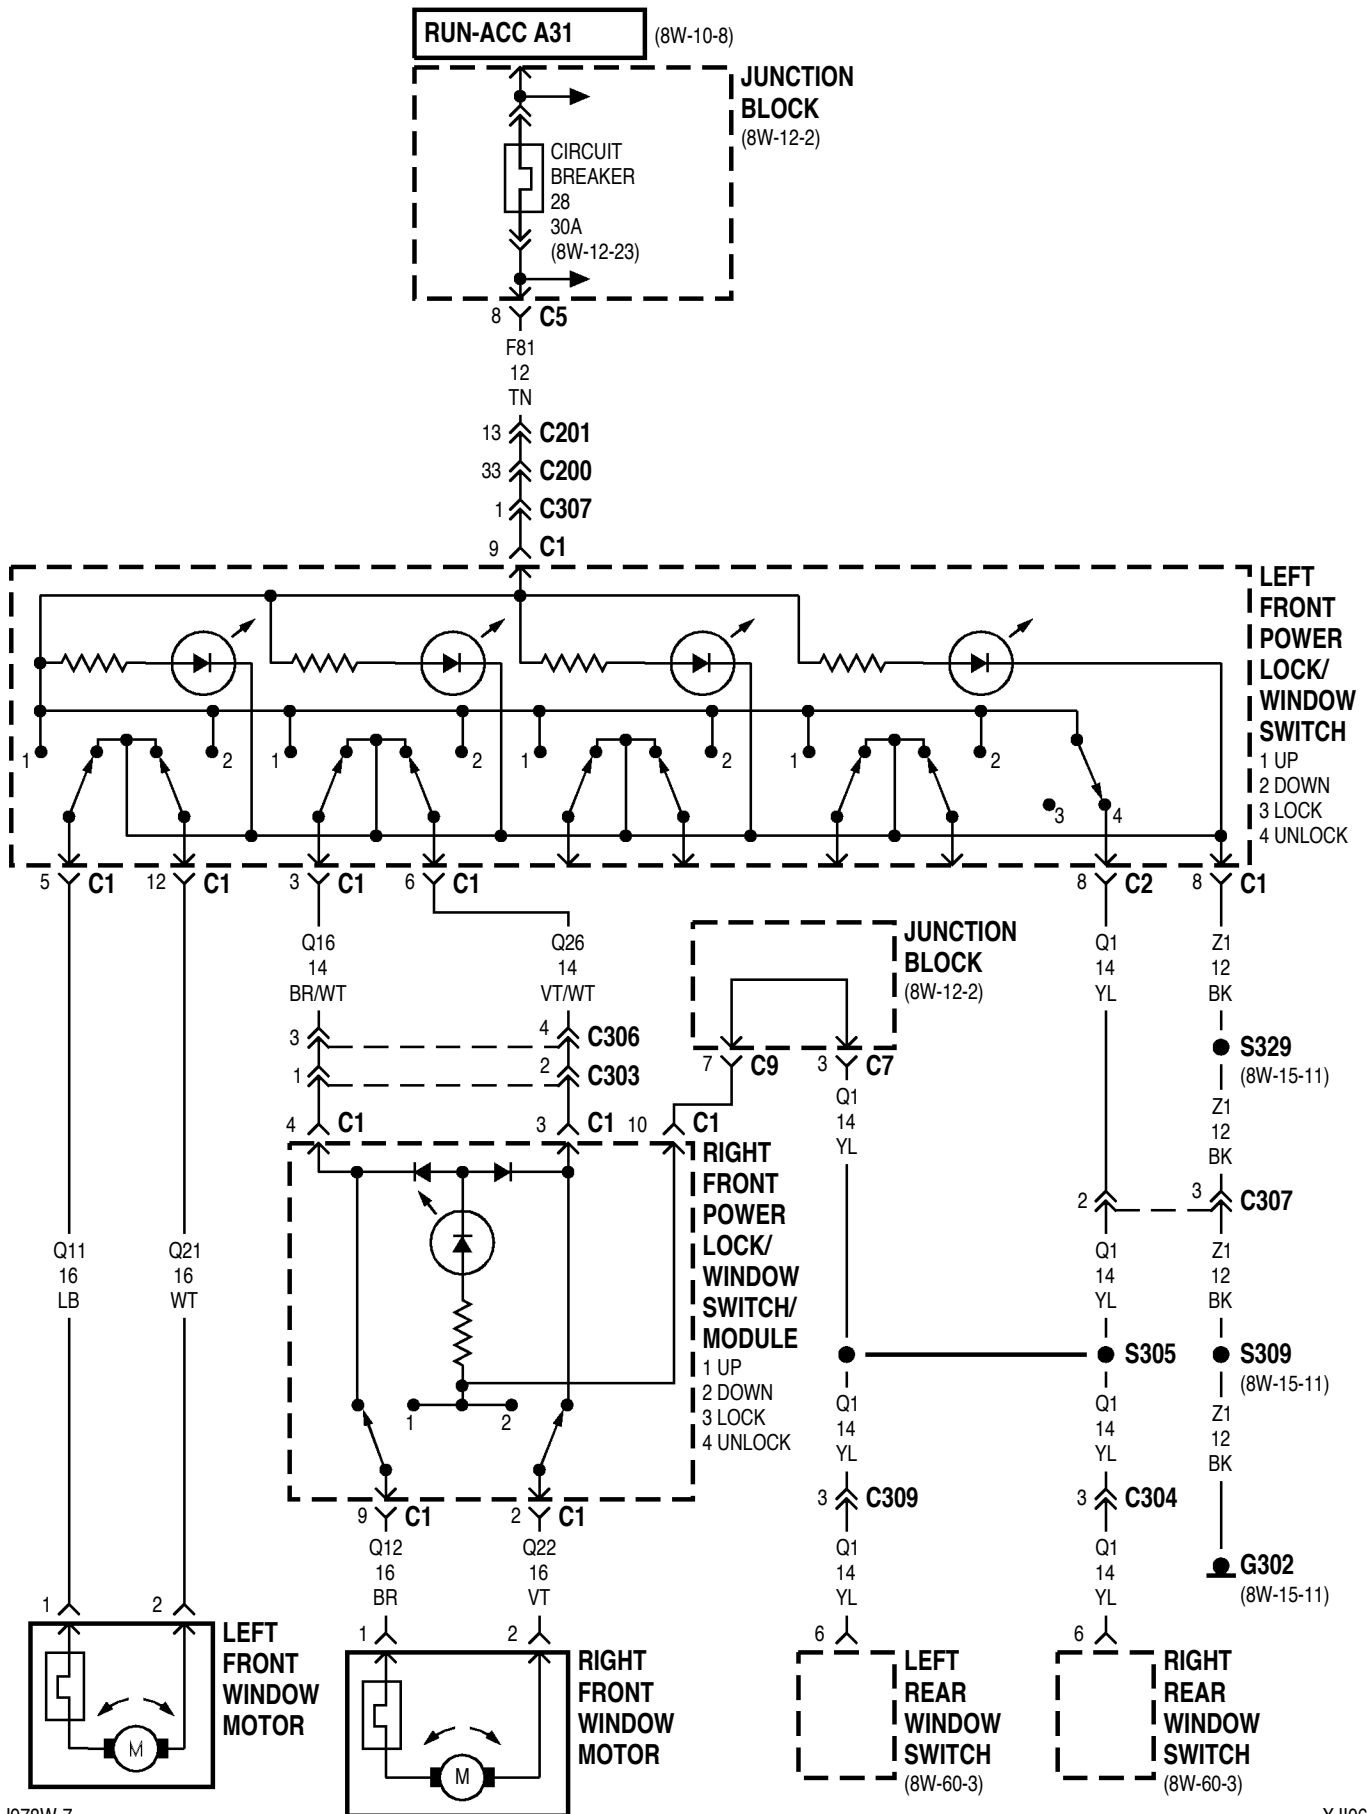 RUN-ACC A31 (8W-10-8)
JUNCTION
BLOCK
(8W-12-2)
CIRCUIT
BREAKER
28
30A
(8W-12-23)
8 C5
F81
12
TN
13 C201
33 C200
1 C307
9 C1
LEFT
FRONT
POWER
LOCK/
WINDOW
SWITCH
1 UP
2 DOWN
3 LOCK
4 UNLOCK
1 2 1 2 1 2 1 2
3 4
5 C1 12 C1 3 C1 6 C1 8 C2 8 C1
Q16
14
BR/WT
Q26
14
VT/WT
JUNCTION
BLOCK
(8W-12-2)
Q1
14
YL
Z1
12
BK
3 4 C306
1 2 C303
7 C9 3 C7
S329
(8W-15-11)
4 C1 3 C1 10 C1
Q1
14
YL
Z1
12
BK
RIGHT
FRONT
POWER
LOCK/
WINDOW
SWITCH/
MODULE
1 UP
2 DOWN
3 LOCK
4 UNLOCK
2 3 C307
Q11
16
LB
Q21
16
WT
Q1
14
YL
Z1
12
BK
S305
S309
(8W-15-11)
1 2
Q1
14
YL
Q1
14
YL
Z1
12
BK
9 C1 2 C1
3 C309 3 C304
Q12
16
BR
Q22
16
VT
Q1
14
YL
Q1
14
YL
G302
(8W-15-11)
1 2
LEFT
FRONT
WINDOW
MOTOR
M
1 2
RIGHT
FRONT
WINDOW
MOTOR
M
6
LEFT
REAR
WINDOW
SWITCH
(8W-60-3)
6
RIGHT
REAR
WINDOW
SWITCH
(8W-60-3)